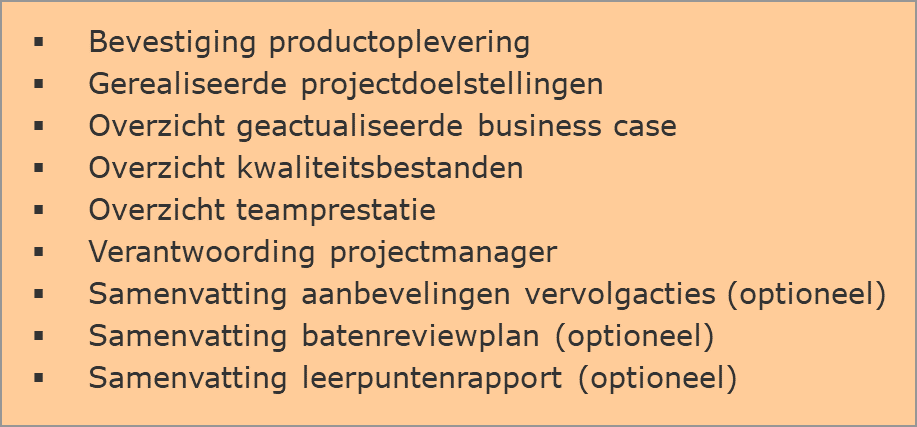 ▪ Bevestiging productoplevering
▪ Gerealiseerde projectdoelstellingen
▪ Overzicht geactualiseerde business case
▪ Overzicht kwaliteitsbestanden
▪ Overzicht teamprestatie
▪ Verantwoording projectmanager
▪ Samenvatting aanbevelingen vervolgacties (optioneel)
▪ Samenvatting batenreviewplan (optioneel)
▪ Samenvatting leerpuntenrapport (optioneel)